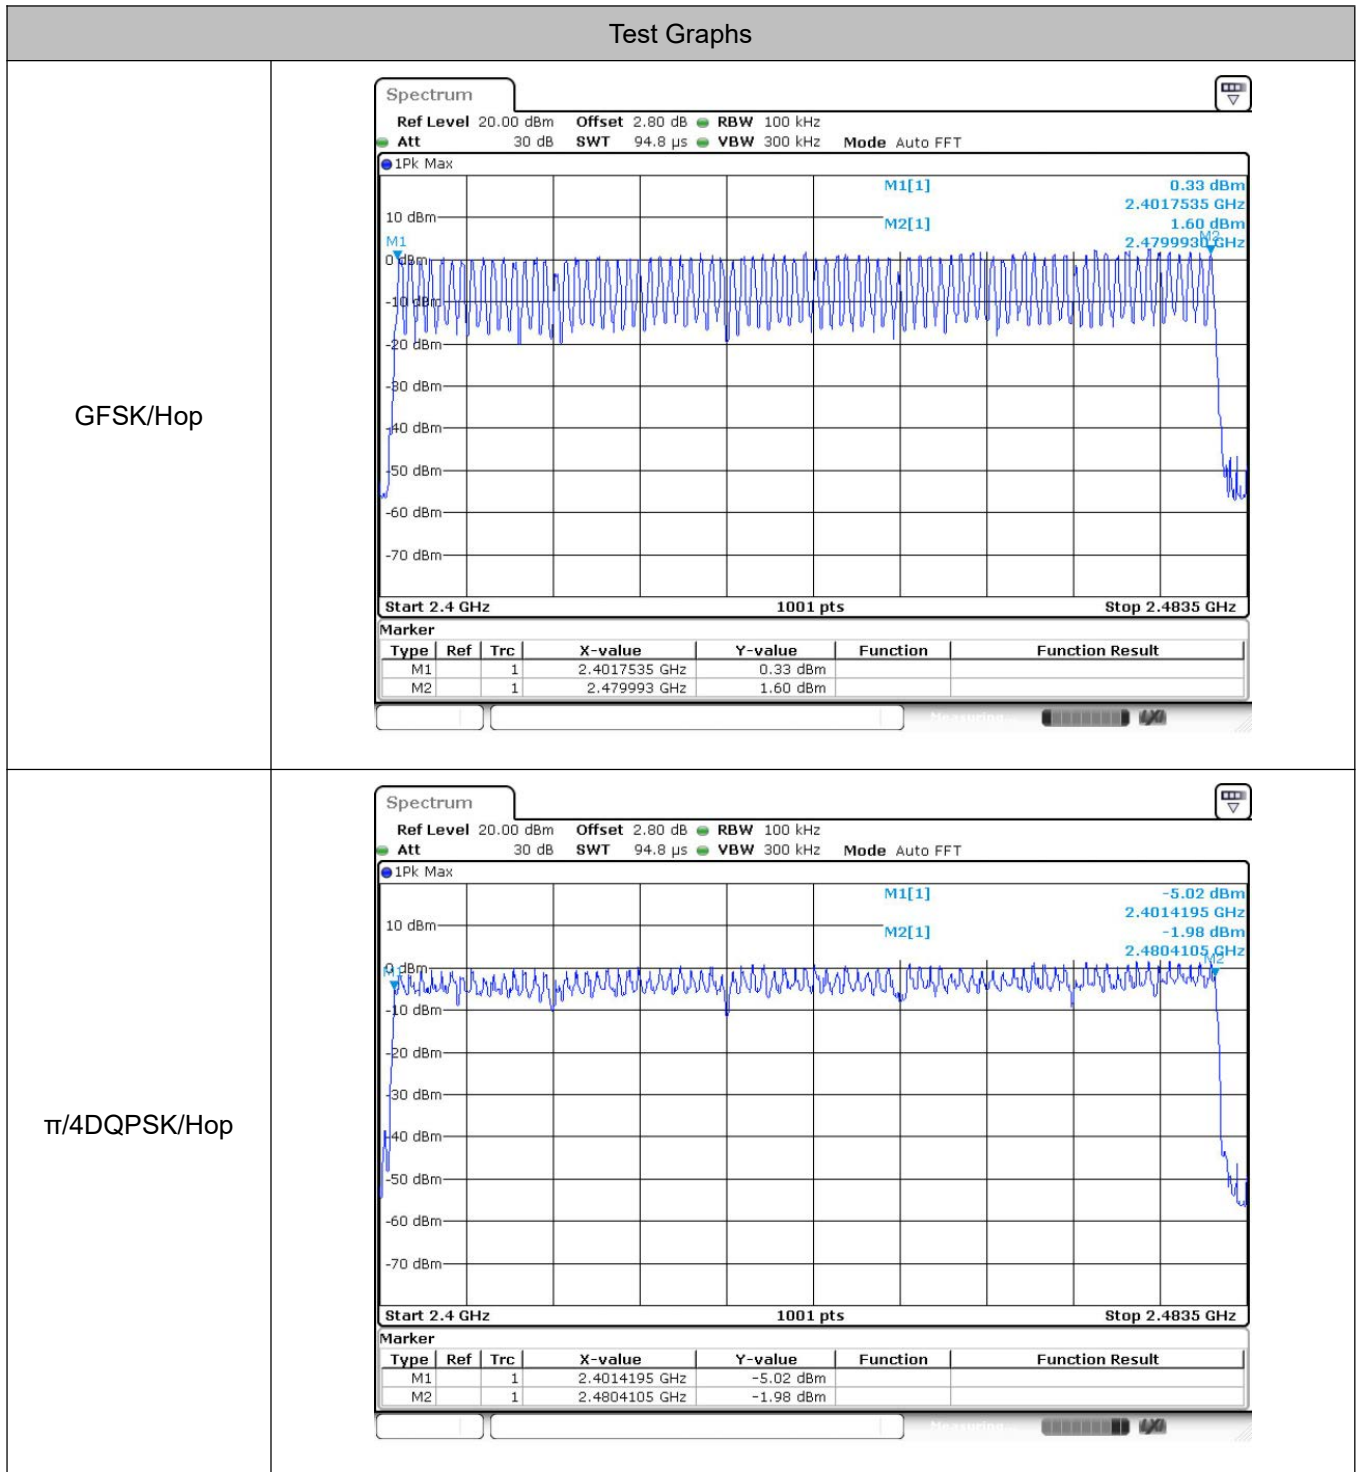 Test Graphs
GFSK/Hop
Spectrum
Ref Level 20.00 dBm Offset 2.80 dB RBW 100 kHz
Att 30 dB SWT 94.8 µs VBW 300 kHz Mode Auto FFT
1Pk Max
M1[1] 0.33 dBm
2.4017535 GHz
10 dBm
M2[1] 1.60 dBm
M1
2.4799930 GHz
M2
0 dBm
-10 dBm
-20 dBm
-30 dBm
-40 dBm
-50 dBm
-60 dBm
-70 dBm
Start 2.4 GHz 1001 pts Stop 2.4835 GHz
Marker
Type Ref Trc X-value Y-value Function Function Result
M1 1 2.4017535 GHz 0.33 dBm
M2 1 2.479993 GHz 1.60 dBm
Measuring...
π/4DQPSK/Hop
Spectrum
Ref Level 20.00 dBm Offset 2.80 dB RBW 100 kHz
Att 30 dB SWT 94.8 µs VBW 300 kHz Mode Auto FFT
1Pk Max
M1[1] -5.02 dBm
2.4014195 GHz
10 dBm
M2[1] -1.98 dBm
2.4804105 GHz
M2
0 dBm
M1
-10 dBm
-20 dBm
-30 dBm
-40 dBm
-50 dBm
-60 dBm
-70 dBm
Start 2.4 GHz 1001 pts Stop 2.4835 GHz
Marker
Type Ref Trc X-value Y-value Function Function Result
M1 1 2.4014195 GHz -5.02 dBm
M2 1 2.4804105 GHz -1.98 dBm
Measuring...